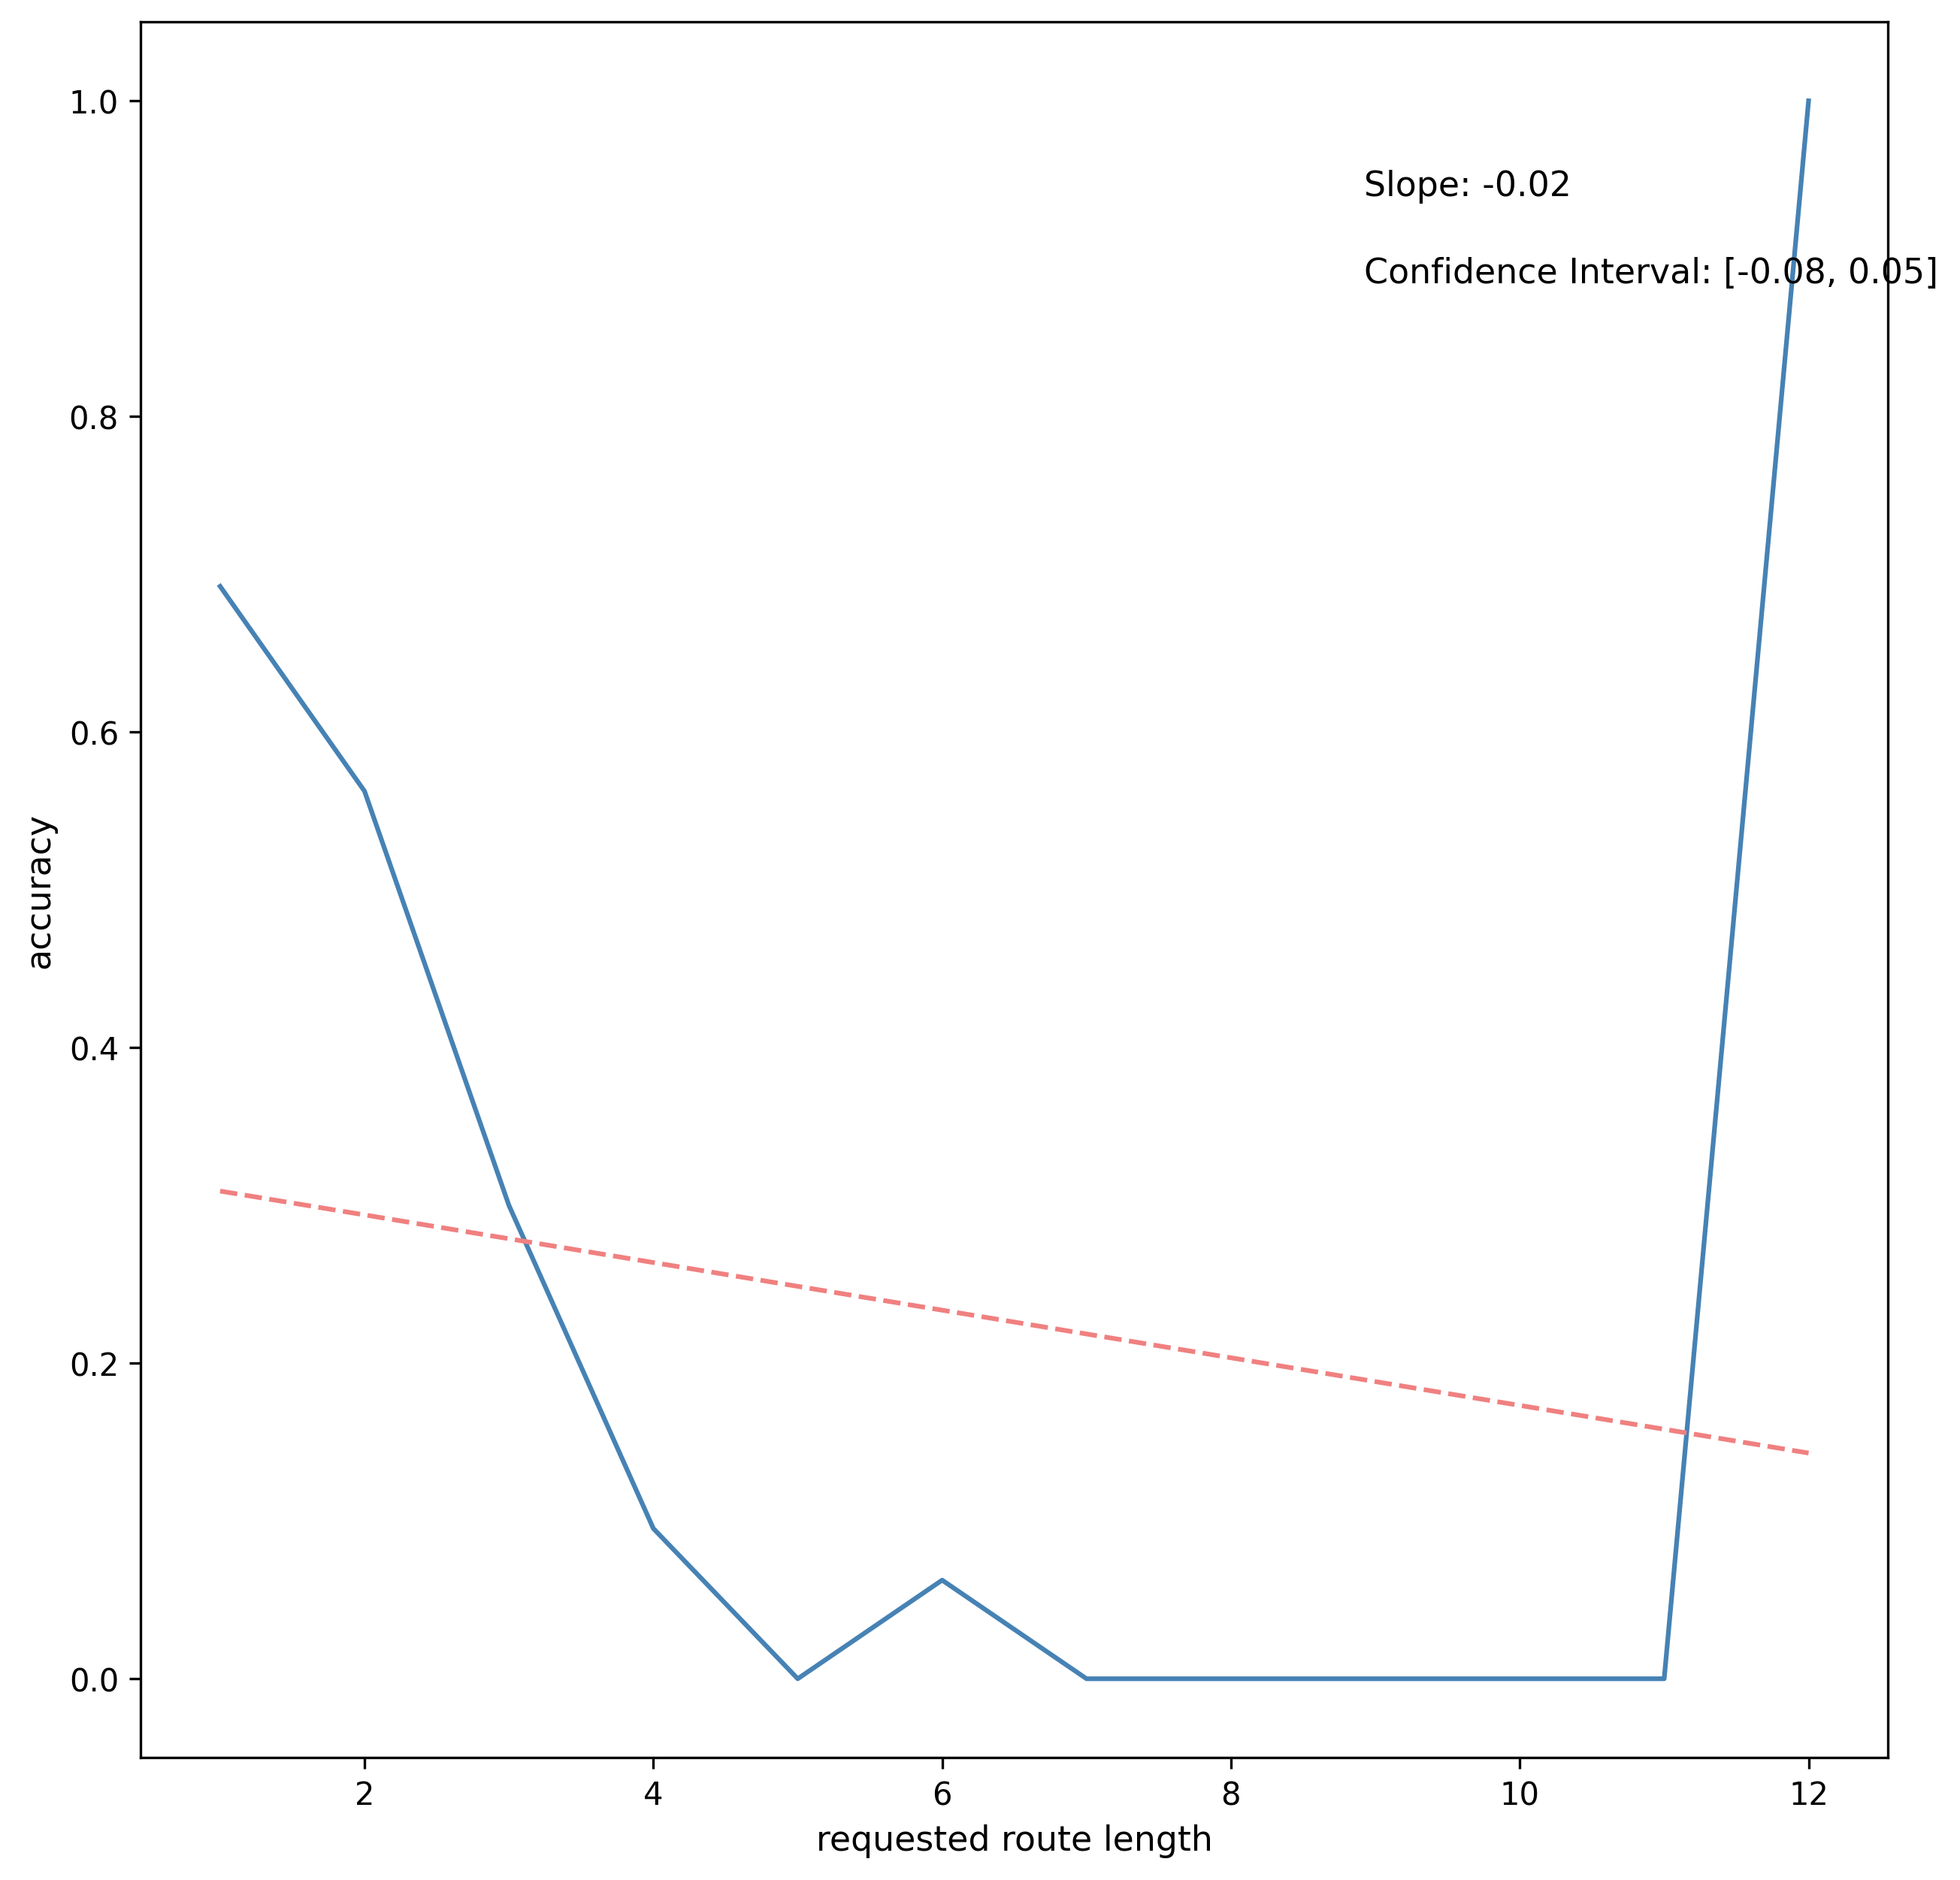 1.0
0.8
0.6
0.4
0.2
0.0
accuracy
Slope: -0.02
Confidence Interval: [-0.08, 0.05]
2 4 6 8 10 12
requested route length